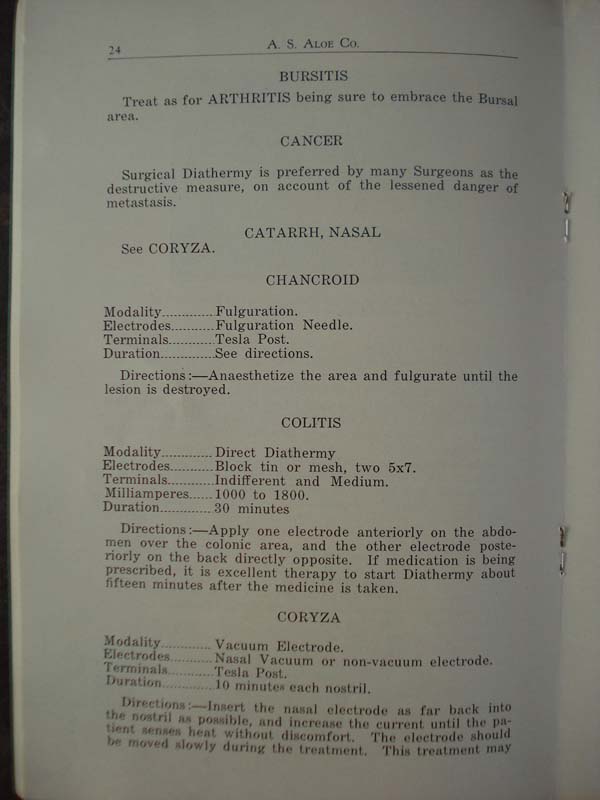 24
A. S. ALOE CO.
BURSITIS
Treat as for ARTHRITIS being sure to embrace the Bursal
area.
CANCER
Surgical Diathermy is preferred by many Surgeons as the
destructive measure, on account of the lessened danger of
metastasis.
CATARRH, NASAL
See CORYZA.
CHANCROID
Modality.............Fulguration.
Electrodes...........Fulguration Needle.
Terminals............Tesla Post.
Duration..............See directions.
Directions:—Anaesthetize the area and fulgurate until the
lesion is destroyed.
COLITIS
Modality............. Direct Diathermy
Electrodes...........Block tin or mesh, two 5x7.
Terminals............Indifferent and Medium.
Milliamperes......1000 to 1800.
Duration..............30 minutes
Directions:—Apply one electrode anteriorly on the abdo-
men over the colonic area, and the other electrode poste-
riorly on the back directly opposite. If medication is being
prescribed, it is excellent therapy to start Diathermy about
fifteen minutes after the medicine is taken.
CORYZA
Modality............. Vacuum Electrode.
Electrodes...........Nasal Vacuum or non-vacuum electrode.
Terminals............Tesla Post.
Duration..............10 minutes each nostril.
Directions:—Insert the nasal electrode as far back into
the nostril as possible, and increase the current until the pa-
tient senses heat without discomfort. The electrode should
be moved slowly during the treatment. This treatment may